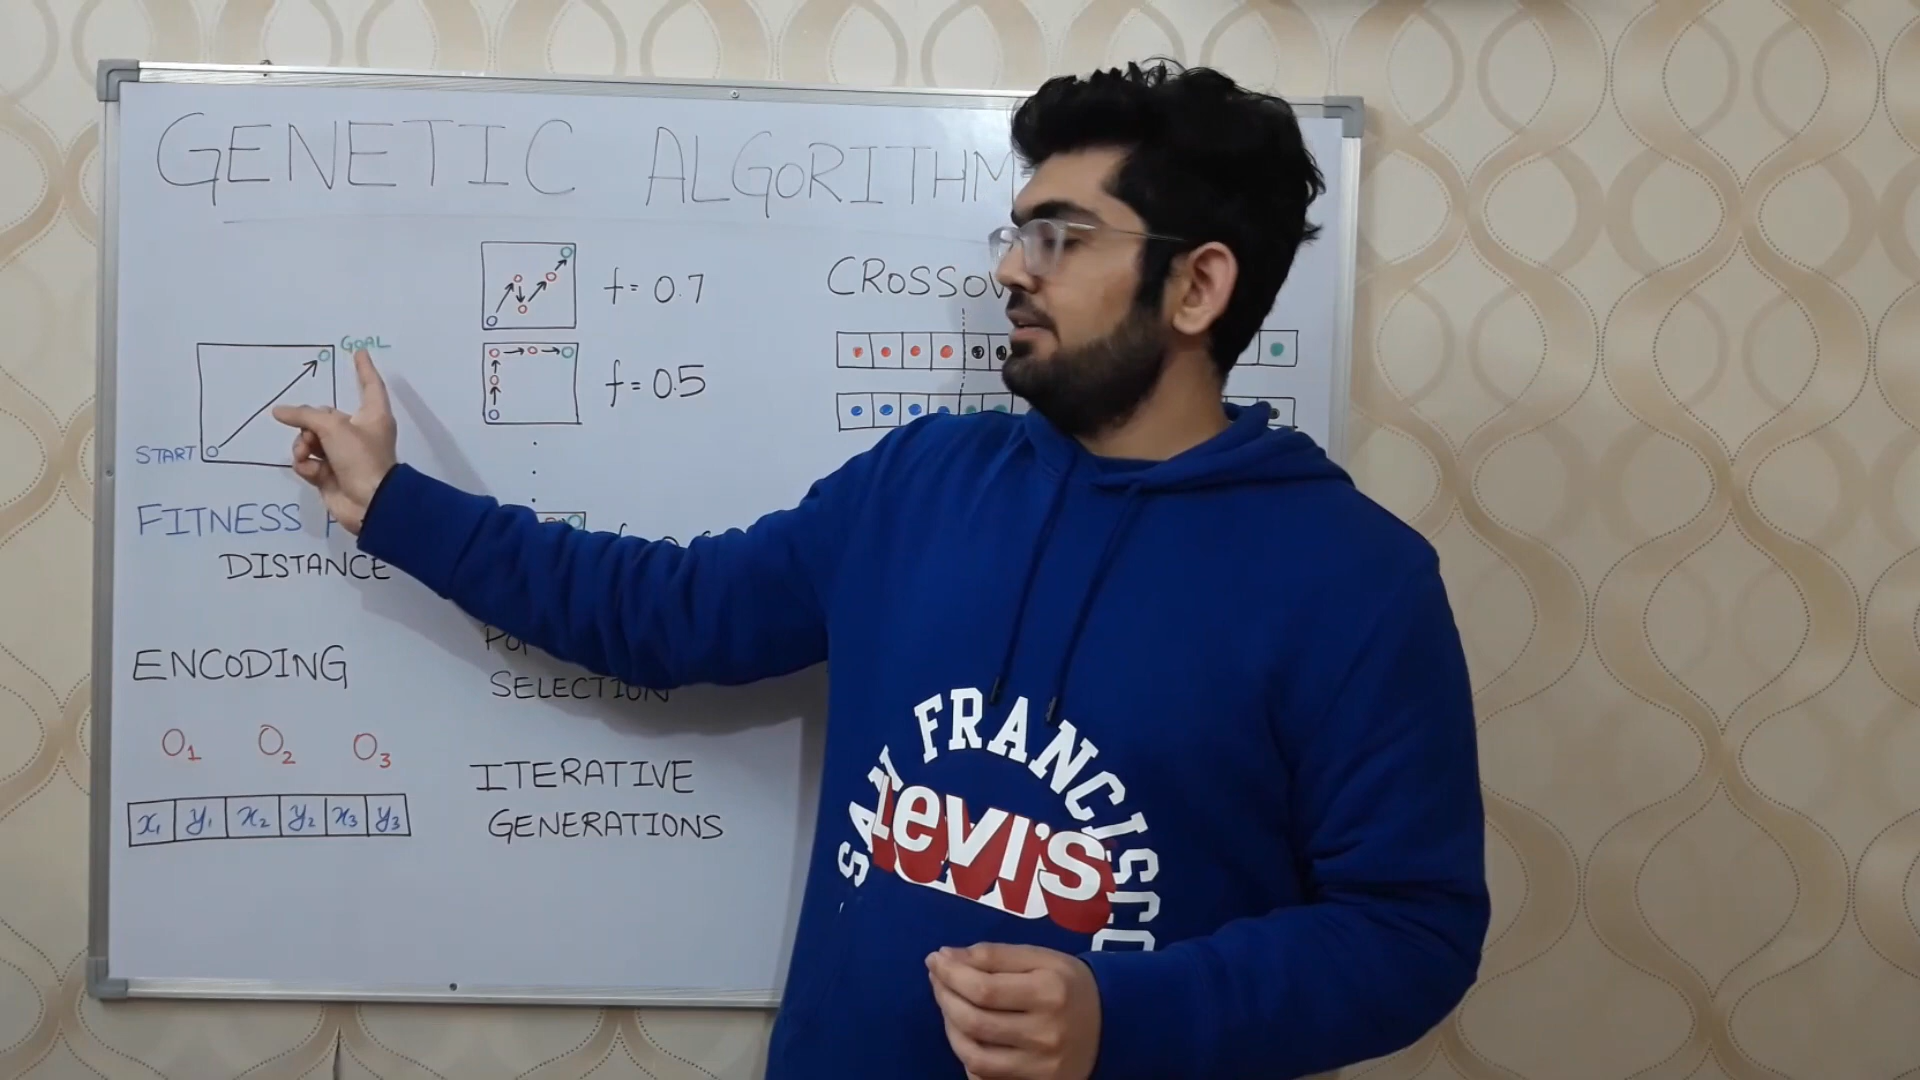 GENETIC ALGORITHM
GOAL
START
FITNESS
DISTANCE
ENCODING
O1 O2 O3
x1 y1 x2 y2 x3 y3
f = 0.7
f = 0.5
SELECTION
ITERATIVE
GENERATIONS
SAN FRANCISCO
Levi's